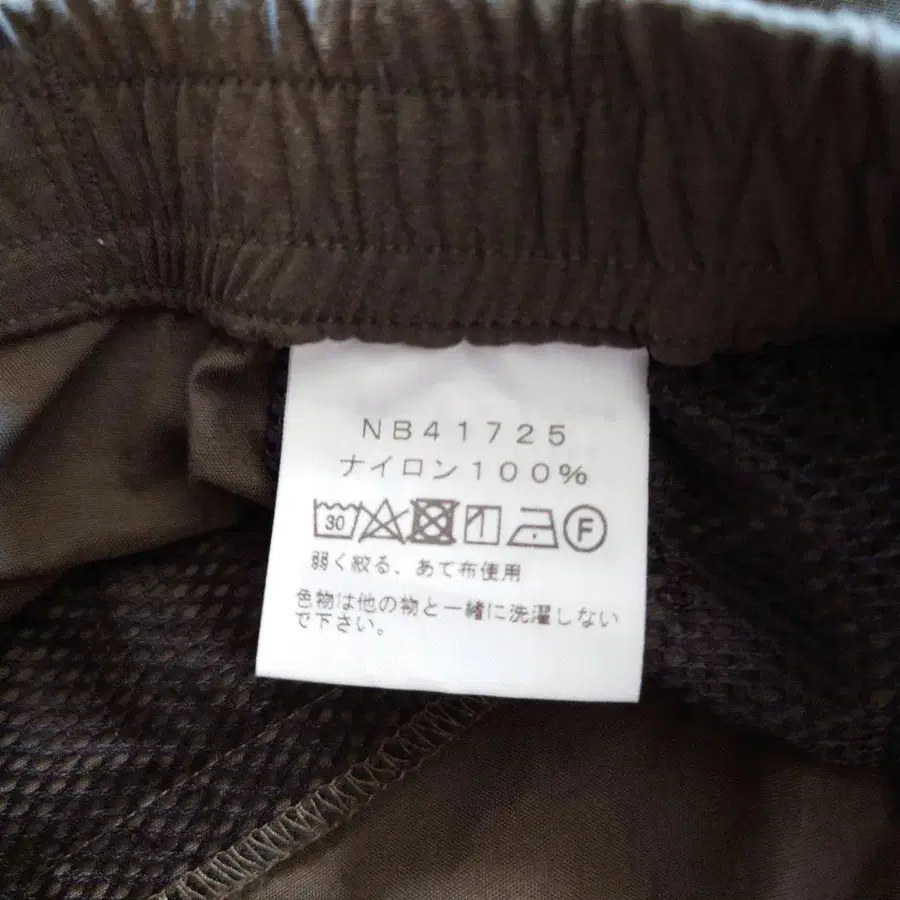 NB41725
ナイロン100%
30 F
弱く絞る、あて布使用
色物は他の物と一緒に洗濯しない
で下さい。